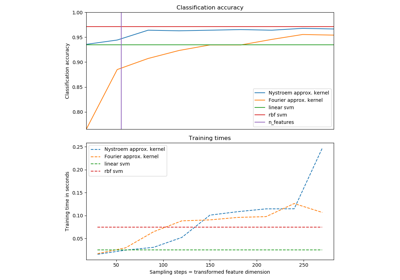 Classification accuracy
1.00
0.95
0.90
0.85
0.80
Classification accuracy
Nystroem approx. kernel
Fourier approx. kernel
linear svm
rbf svm
n_features
Training times
0.25
0.20
0.15
0.10
0.05
Training time in seconds
Nystroem approx. kernel
Fourier approx. kernel
linear svm
rbf svm
50
100
150
200
250
Sampling steps = transformed feature dimension